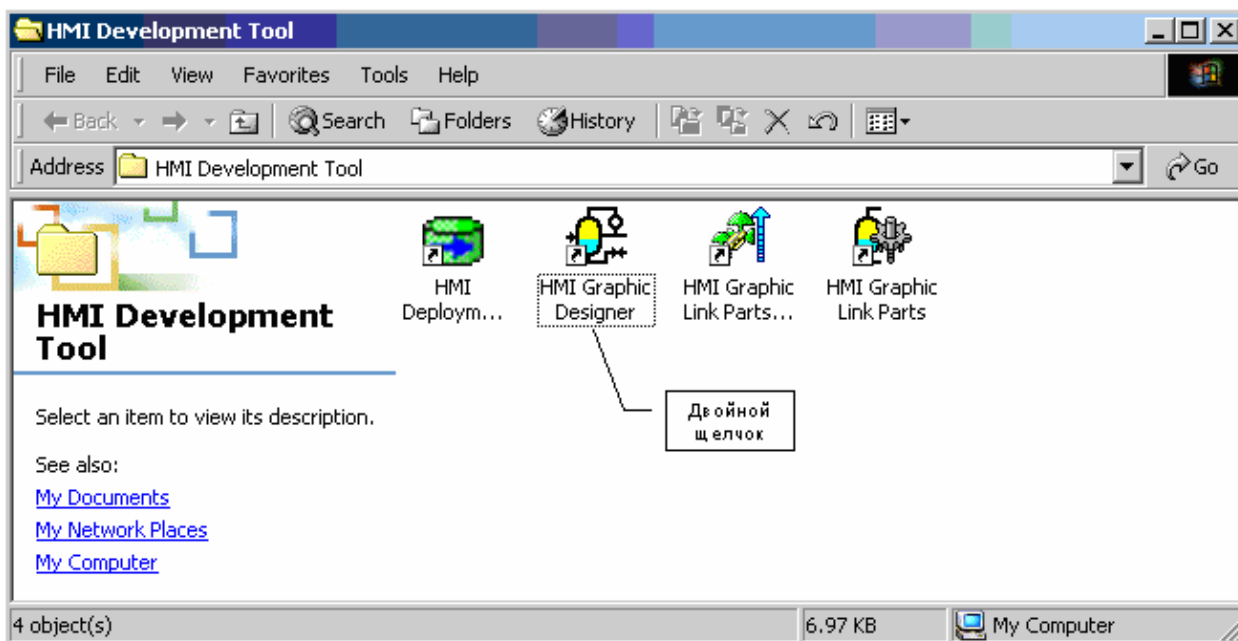 HMI Development Tool
File Edit View Favorites Tools Help
Back Search Folders History
Address HMI Development Tool Go
HMI Development
Tool
Select an item to view its description.
See also:
My Documents
My Network Places
My Computer
HMI
Deploym...
HMI Graphic
Designer
HMI Graphic
Link Parts...
HMI Graphic
Link Parts
Двойной
щелчок
4 object(s) 6.97 KB My Computer